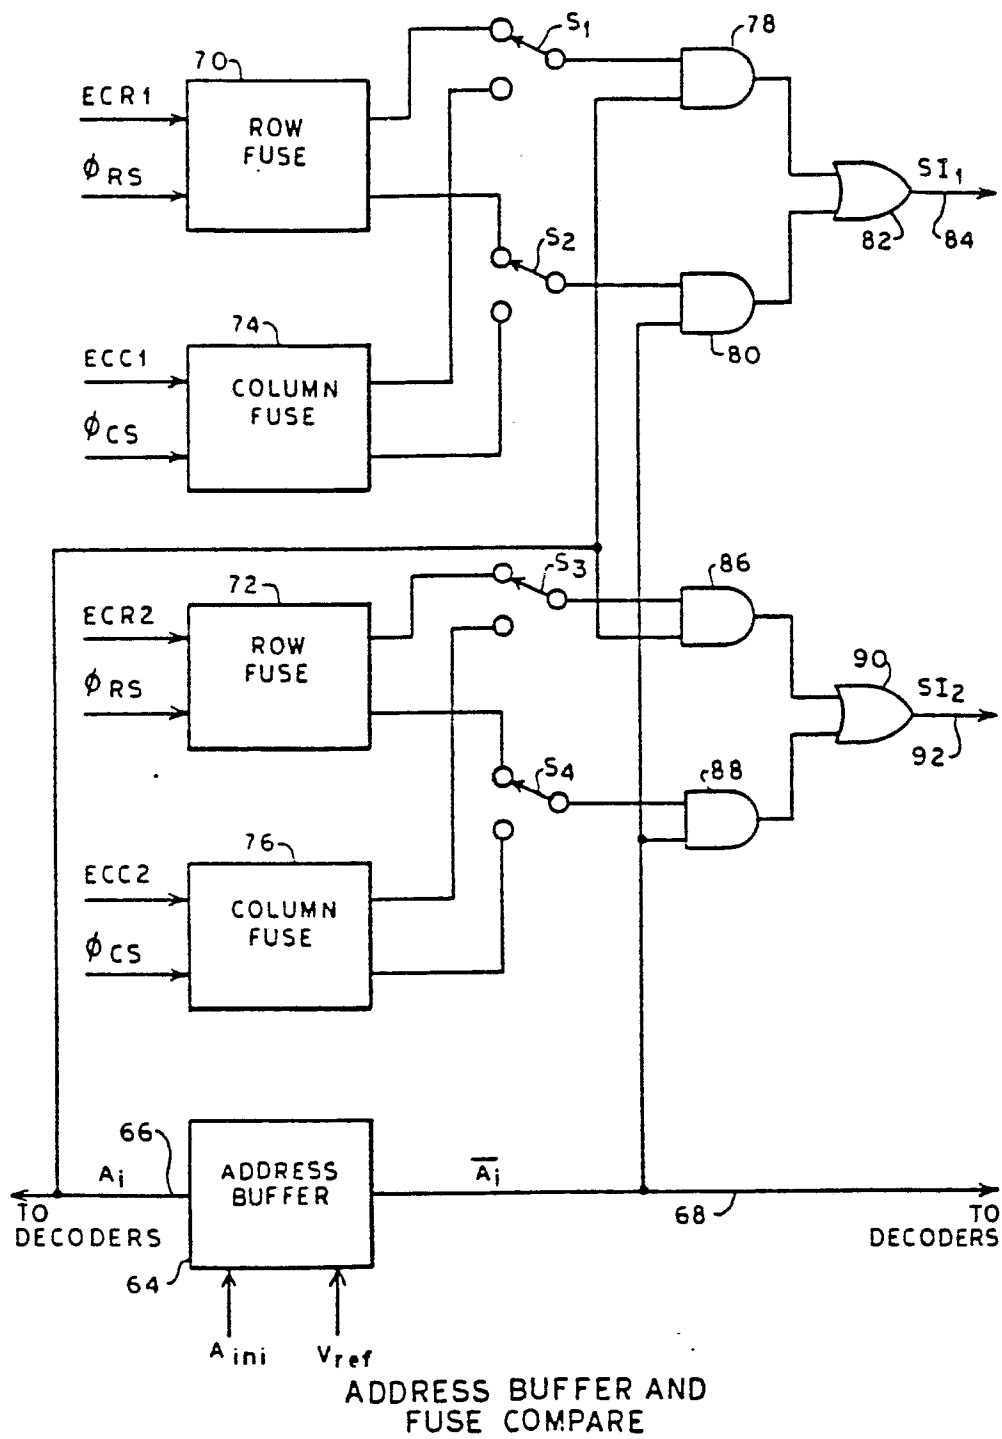 S1
78
70
ECR1
ROW
FUSE
ϕRS
SI1
82
84
S2
74
80
ECC1
COLUMN
FUSE
ϕCS
S3
86
72
ECR2
ROW
FUSE
ϕRS
90
SI2
92
S4
88
76
ECC2
COLUMN
FUSE
ϕCS
66
Ai
ADDRESS
BUFFER
A̅i
TO
DECODERS
68
TO
DECODERS
64
Aini
Vref
ADDRESS BUFFER AND
FUSE COMPARE